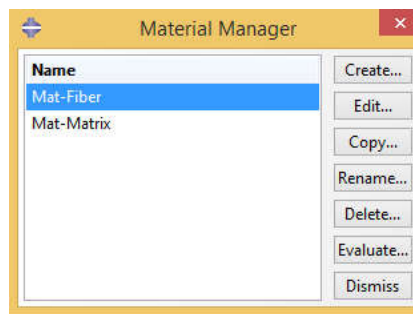 Material Manager
Name
Mat-Fiber
Mat-Matrix
Create...
Edit...
Copy...
Rename...
Delete...
Evaluate...
Dismiss